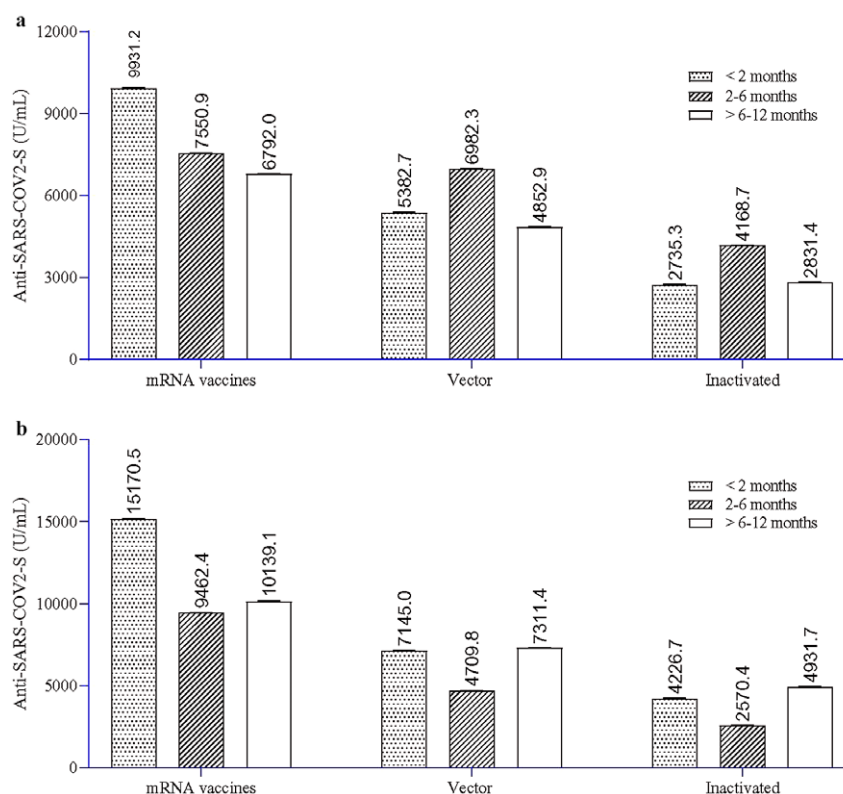 a
Anti-SARS-COV2-S (U/mL)
12000
9000
6000
3000
0
9931.2
7550.9
6792.0
5382.7
6982.3
4852.9
2735.3
4168.7
2831.4
< 2 months
2-6 months
> 6-12 months
mRNA vaccines
Vector
Inactivated
b
Anti-SARS-COV2-S (U/mL)
20000
15000
10000
5000
0
15170.5
9462.4
10139.1
7145.0
4709.8
7311.4
4226.7
2570.4
4931.7
< 2 months
2-6 months
> 6-12 months
mRNA vaccines
Vector
Inactivated